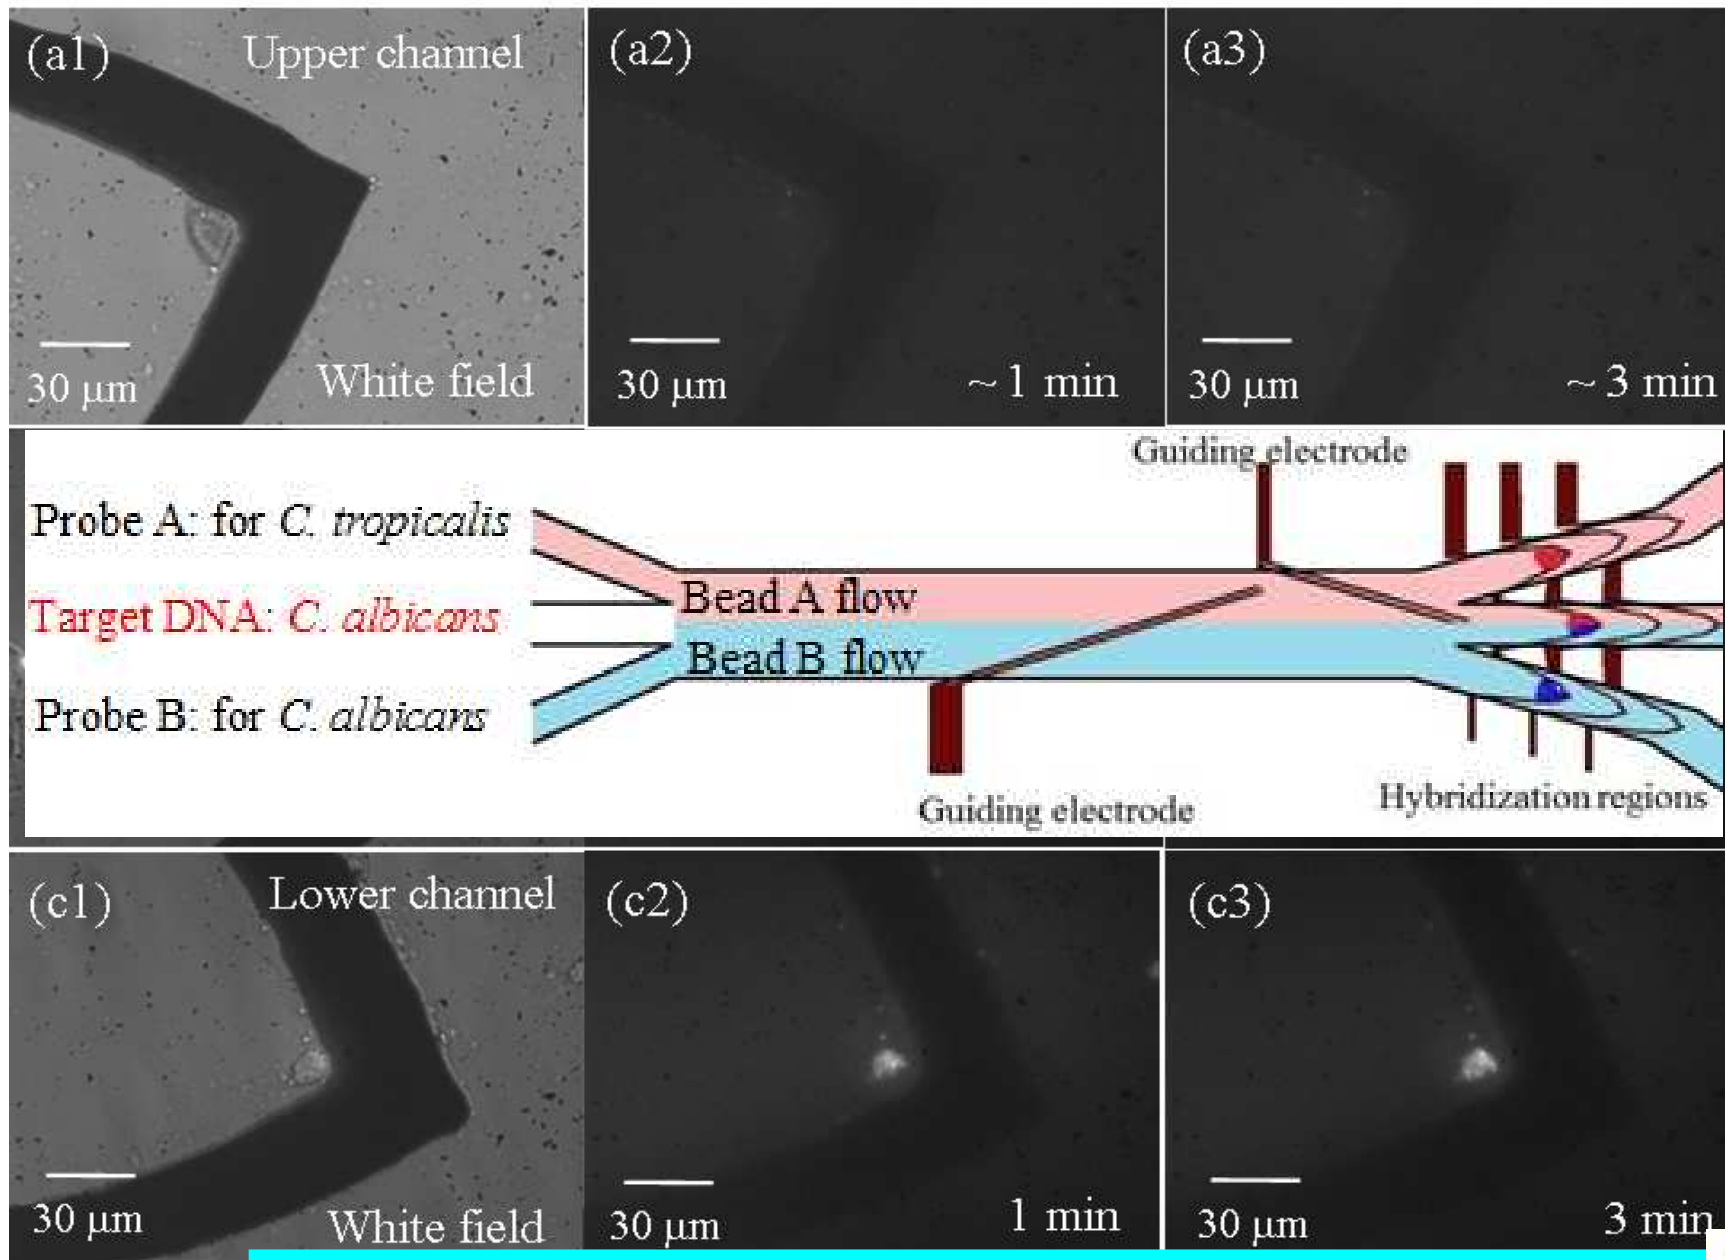 (a1) Upper channel
30 μm White field
(a2)
30 μm ~ 1 min
(a3)
30 μm ~ 3 min
Guiding electrode
Probe A: for C. tropicalis
Target DNA: C. albicans
Probe B: for C. albicans
Bead A flow
Bead B flow
Guiding electrode
Hybridization regions
(c1) Lower channel
30 μm White field
(c2)
30 μm 1 min
(c3)
30 μm 3 min